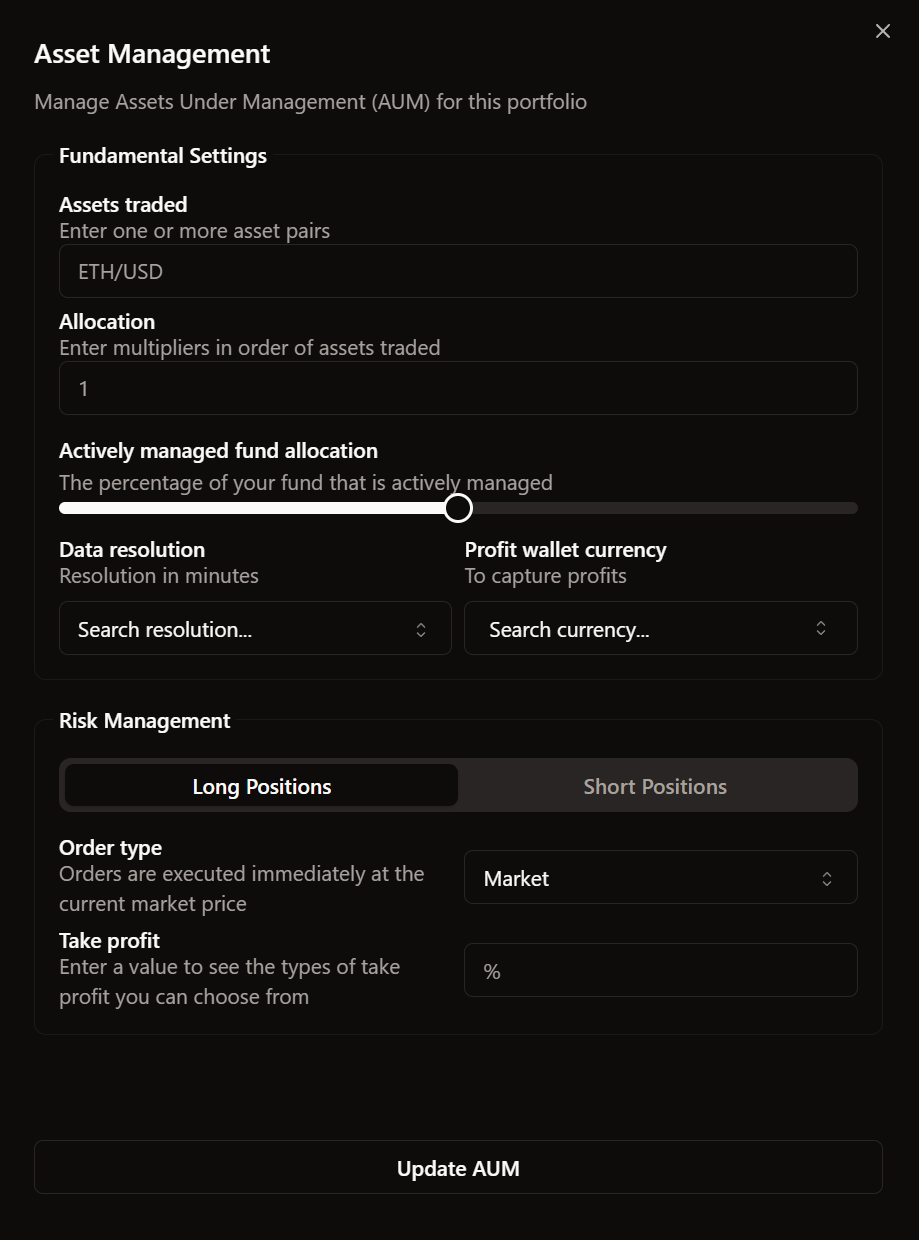 Asset Management
Manage Assets Under Management (AUM) for this portfolio
Fundamental Settings
Assets traded
Enter one or more asset pairs
ETH/USD
Allocation
Enter multipliers in order of assets traded
1
Actively managed fund allocation
The percentage of your fund that is actively managed
Data resolution
Resolution in minutes
Search resolution...
Profit wallet currency
To capture profits
Search currency...
Risk Management
Long Positions
Short Positions
Order type
Orders are executed immediately at the
current market price
Market
Take profit
Enter a value to see the types of take
profit you can choose from
%
Update AUM